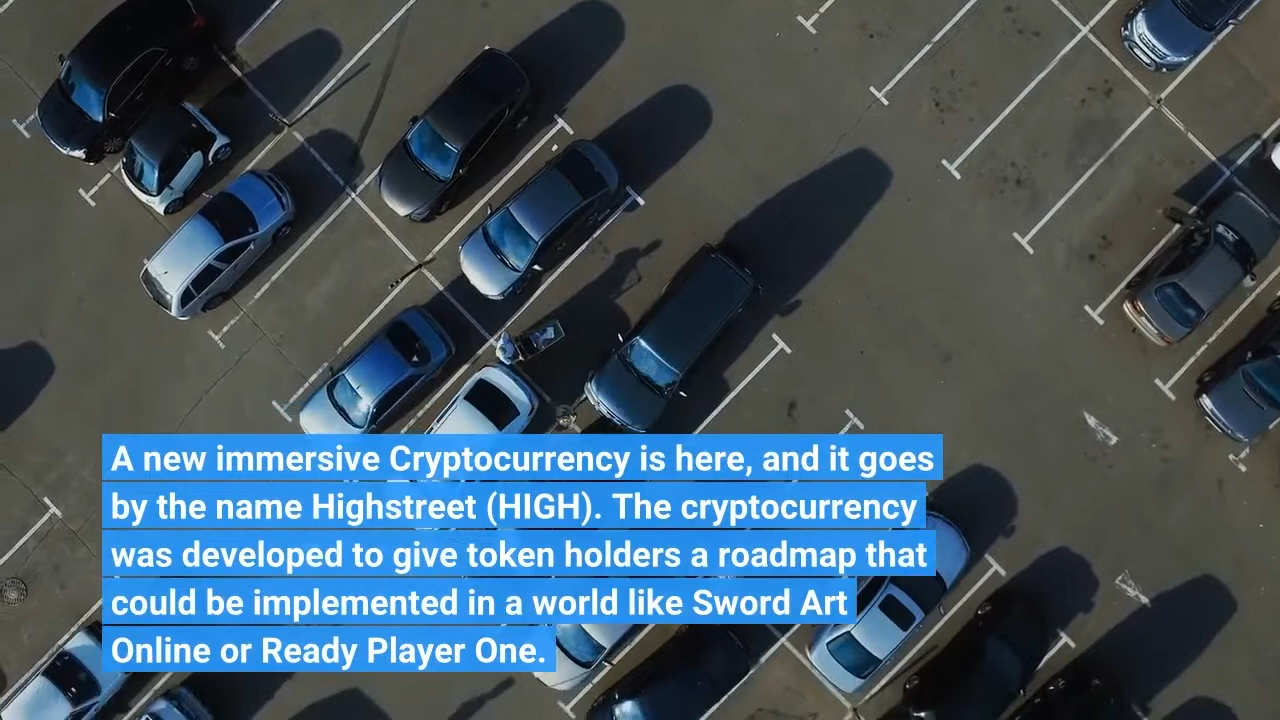 A new immersive Cryptocurrency is here, and it goes
by the name Highstreet (HIGH). The cryptocurrency
was developed to give token holders a roadmap that
could be implemented in a world like Sword Art
Online or Ready Player One.